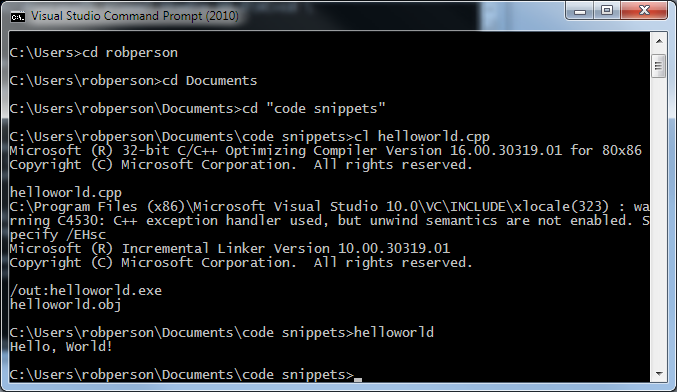 Visual Studio Command Prompt (2010)
C:\Users>cd robperson
C:\Users\robperson>cd Documents
C:\Users\robperson\Documents>cd "code snippets"
C:\Users\robperson\Documents\code snippets>cl helloworld.cpp
Microsoft (R) 32-bit C/C++ Optimizing Compiler Version 16.00.30319.01 for 80x86
Copyright (C) Microsoft Corporation.  All rights reserved.
helloworld.cpp
C:\Program Files (x86)\Microsoft Visual Studio 10.0\VC\INCLUDE\xlocale(323) : wa
rning C4530: C++ exception handler used, but unwind semantics are not enabled. S
pecify /EHsc
Microsoft (R) Incremental Linker Version 10.00.30319.01
Copyright (C) Microsoft Corporation.  All rights reserved.
/out:helloworld.exe
helloworld.obj
C:\Users\robperson\Documents\code snippets>helloworld
Hello, World!
C:\Users\robperson\Documents\code snippets>_